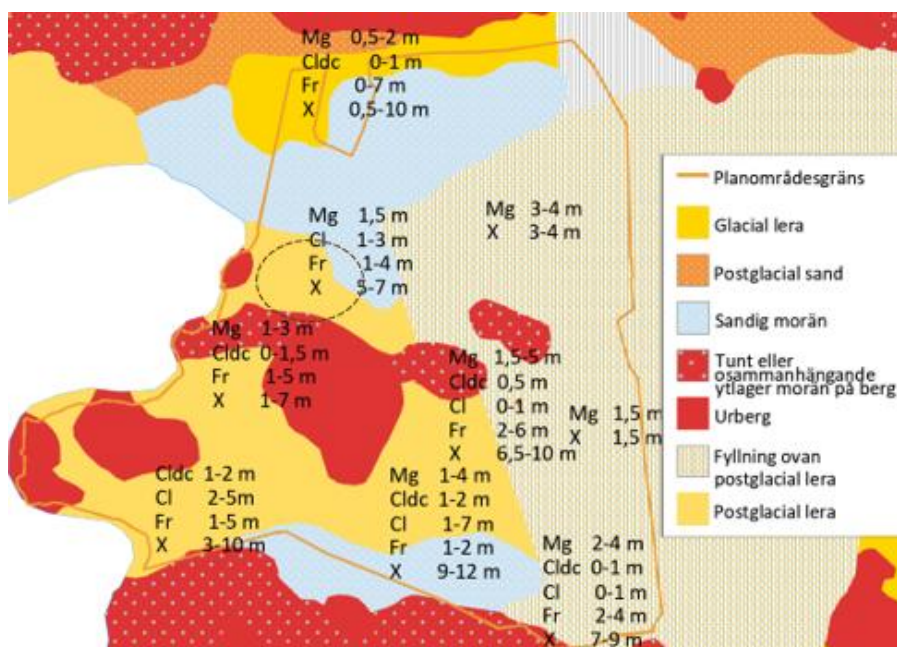 Mg 0,5-2 m
Cldc 0-1 m
Fr 0-7 m
X 0,5-10 m
Mg 1,5 m
Cl 1-3 m
Fr 1-4 m
X 5-7 m
Mg 3-4 m
X 3-4 m
Mg 1-3 m
Cldc 0-1,5 m
Fr 1-5 m
X 1-7 m
Mg 1,5-5 m
Cldc 0,5 m
Cl 0-1 m
Fr 2-6 m
X 6,5-10 m
Mg 1,5 m
X 1,5 m
Cldc 1-2 m
Cl 2-5m
Fr 1-5 m
X 3-10 m
Mg 1-4 m
Cldc 1-2 m
Cl 1-7 m
Fr 1-2 m
X 9-12 m
Mg 2-4 m
Cldc 0-1 m
Cl 0-1 m
Fr 2-4 m
X 7-9 m
Planområdesgräns
Glacial lera
Postglacial sand
Sandig morän
Tunt eller
osammanhängande
ytlager morän på berg
Urberg
Fyllning ovan
postglacial lera
Postglacial lera